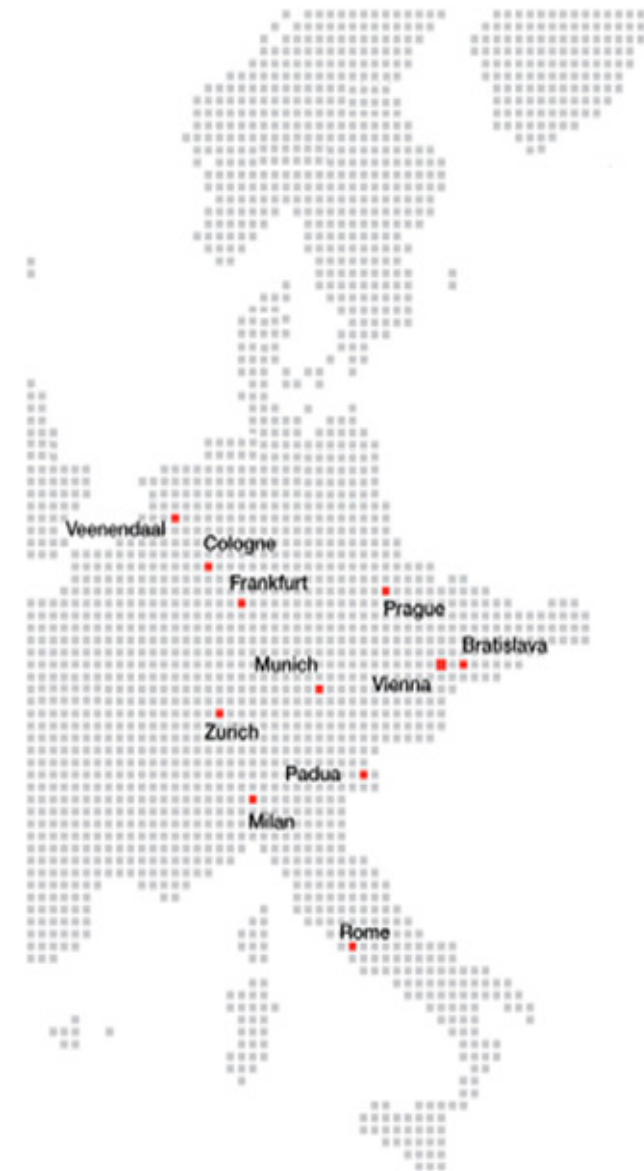 Veenendaal
Cologne
Frankfurt
Prague
Bratislava
Munich
Vienna
Zurich
Padua
Milan
Rome